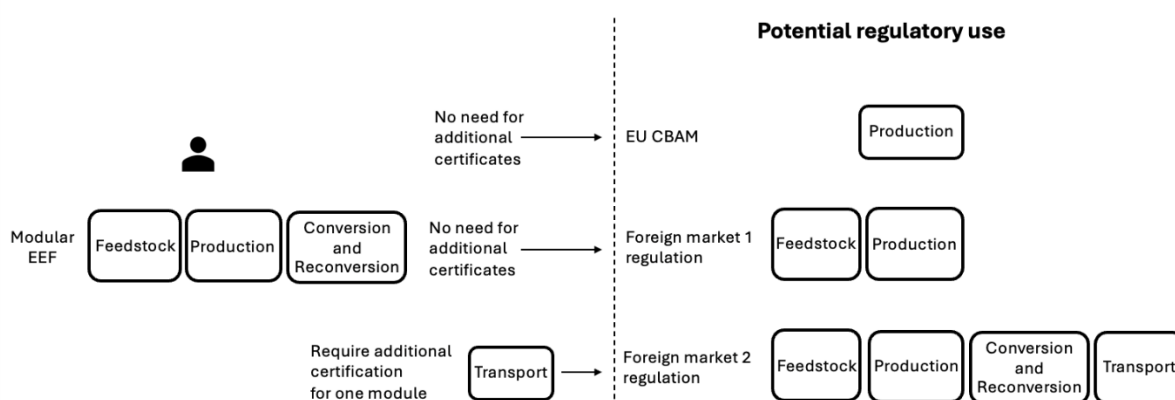 Potential regulatory use
No need for
additional
certificates
EU CBAM
Production
Modular
EEF
Feedstock
Production
Conversion
and
Reconversion
No need for
additional
certificates
Foreign market 1
regulation
Feedstock
Production
Require additional
certification
for one module
Transport
Foreign market 2
regulation
Feedstock
Production
Conversion
and
Reconversion
Transport